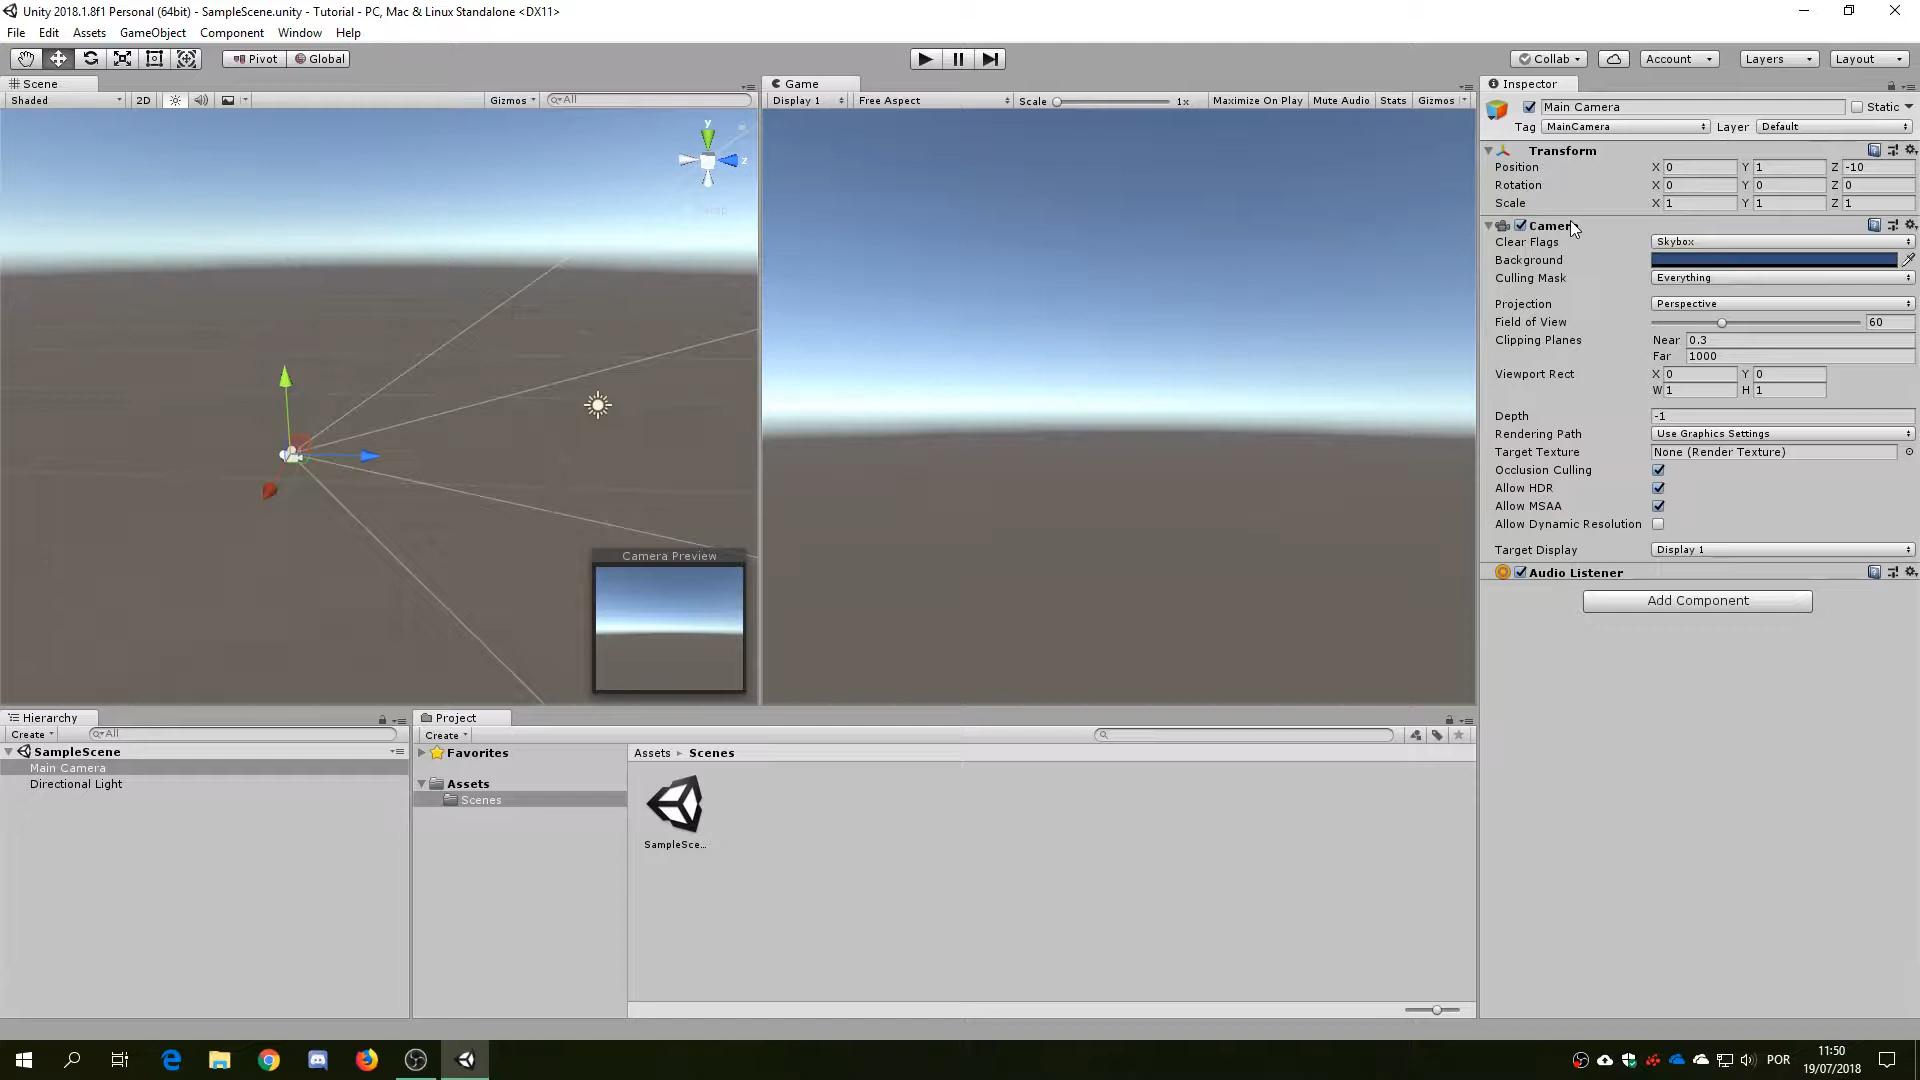 Unity 2018.1.8f1 Personal (64bit) - SampleScene.unity - Tutorial - PC, Mac & Linux Standalone <DX11>
File Edit Assets GameObject Component Window Help
Pivot Global Collab Account Layers Layout
Scene
Shaded 2D Gizmos All
y
z
Camera Preview
Game
Display 1 Free Aspect Scale 1x Maximize On Play Mute Audio Stats Gizmos
Inspector
Main Camera Static
Tag MainCamera Layer Default
Transform
Position X 0 Y 1 Z -10
Rotation X 0 Y 0 Z 0
Scale X 1 Y 1 Z 1
Clear Flags Skybox
Background
Culling Mask Everything
Projection Perspective
Field of View 60
Clipping Planes Near 0.3
Far 1000
Viewport Rect X 0 Y 0
W 1 H 1
Depth -1
Rendering Path Use Graphics Settings
Target Texture None (Render Texture)
Occlusion Culling
Allow HDR
Allow MSAA
Allow Dynamic Resolution
Target Display Display 1
Audio Listener
Add Component
Hierarchy
Create All
SampleScene
Main Camera
Directional Light
Project
Create
Favorites
Assets
Scenes
Assets Scenes
SampleSce...
POR
11:50
19/07/2018